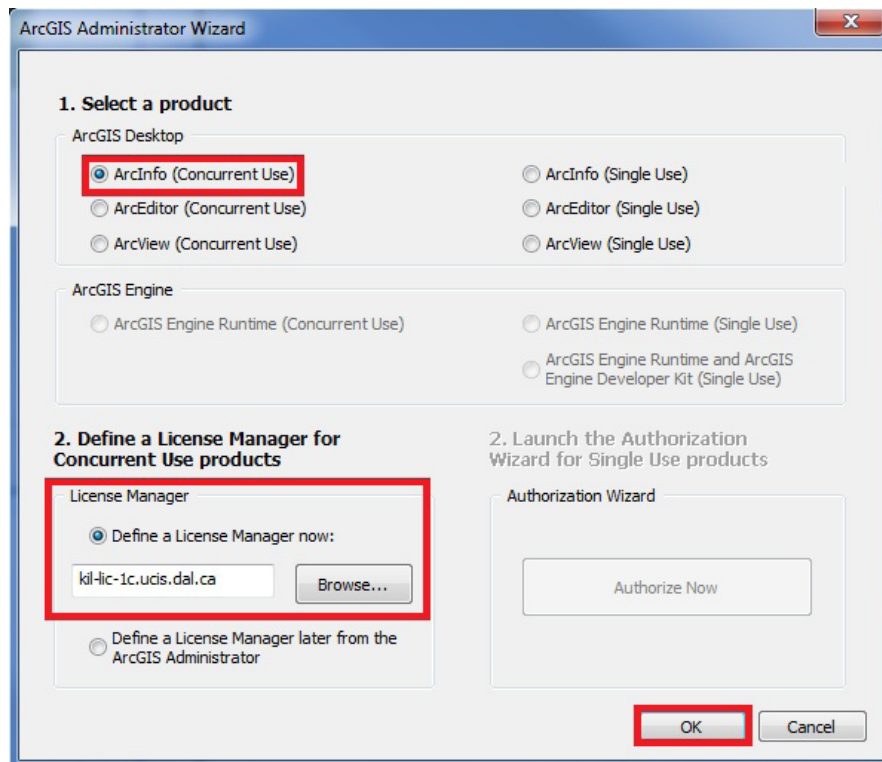 ArcGIS Administrator Wizard
1. Select a product
ArcGIS Desktop
ArcInfo (Concurrent Use)
ArcInfo (Single Use)
ArcEditor (Concurrent Use)
ArcEditor (Single Use)
ArcView (Concurrent Use)
ArcView (Single Use)
ArcGIS Engine
ArcGIS Engine Runtime (Concurrent Use)
ArcGIS Engine Runtime (Single Use)
ArcGIS Engine Runtime and ArcGIS
Engine Developer Kit (Single Use)
2. Define a License Manager for
Concurrent Use products
License Manager
Define a License Manager now:
kil-lic-1c.ucis.dal.ca
Browse...
Define a License Manager later from the
ArcGIS Administrator
2. Launch the Authorization
Wizard for Single Use products
Authorization Wizard
Authorize Now
OK
Cancel